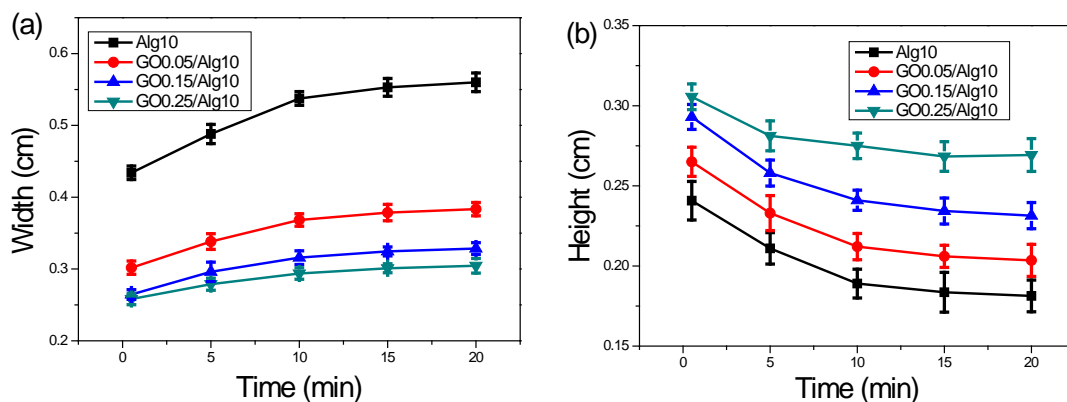 (a)
Alg10
GO0.05/Alg10
GO0.15/Alg10
GO0.25/Alg10
0.6
0.5
0.4
0.3
0.2
Width (cm)
0
5
10
15
20
Time (min)
(b)
Alg10
GO0.05/Alg10
GO0.15/Alg10
GO0.25/Alg10
0.35
0.30
0.25
0.20
0.15
Height (cm)
0
5
10
15
20
Time (min)